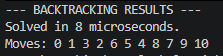 --- BACKTRACKING RESULTS ---
Solved in 8 microseconds.
Moves: 0 1 3 2 6 5 4 8 7 9 10